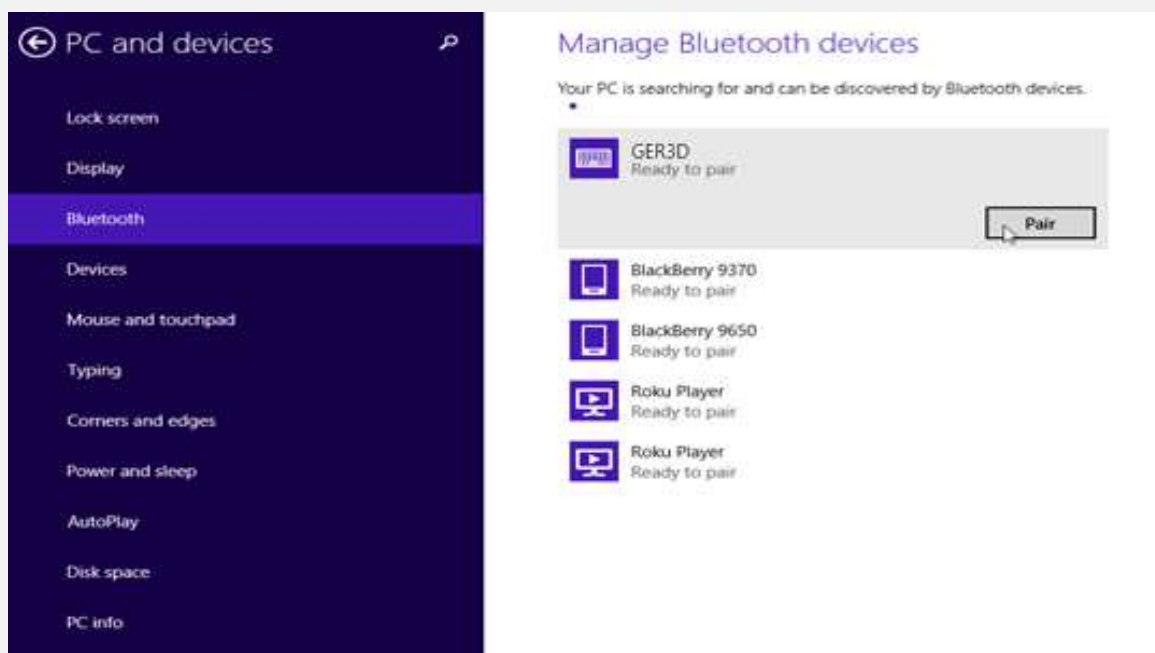 PC and devices
Lock screen
Display
Bluetooth
Devices
Mouse and touchpad
Typing
Corners and edges
Power and sleep
AutoPlay
Disk space
PC info
Manage Bluetooth devices
Your PC is searching for and can be discovered by Bluetooth devices.
GER3D
Ready to pair
Pair
BlackBerry 9370
Ready to pair
BlackBerry 9650
Ready to pair
Roku Player
Ready to pair
Roku Player
Ready to pair